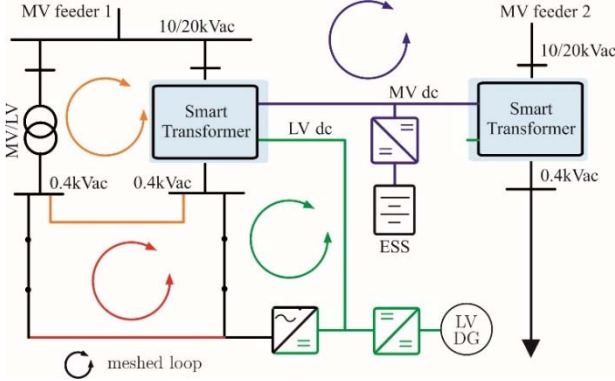 MV feeder 1
MV feeder 2
10/20kVac
10/20kVac
MV dc
Smart
Transformer
Smart
Transformer
LV dc
MV/LV
0.4kVac
0.4kVac
0.4kVac
ESS
LV
DG
meshed loop